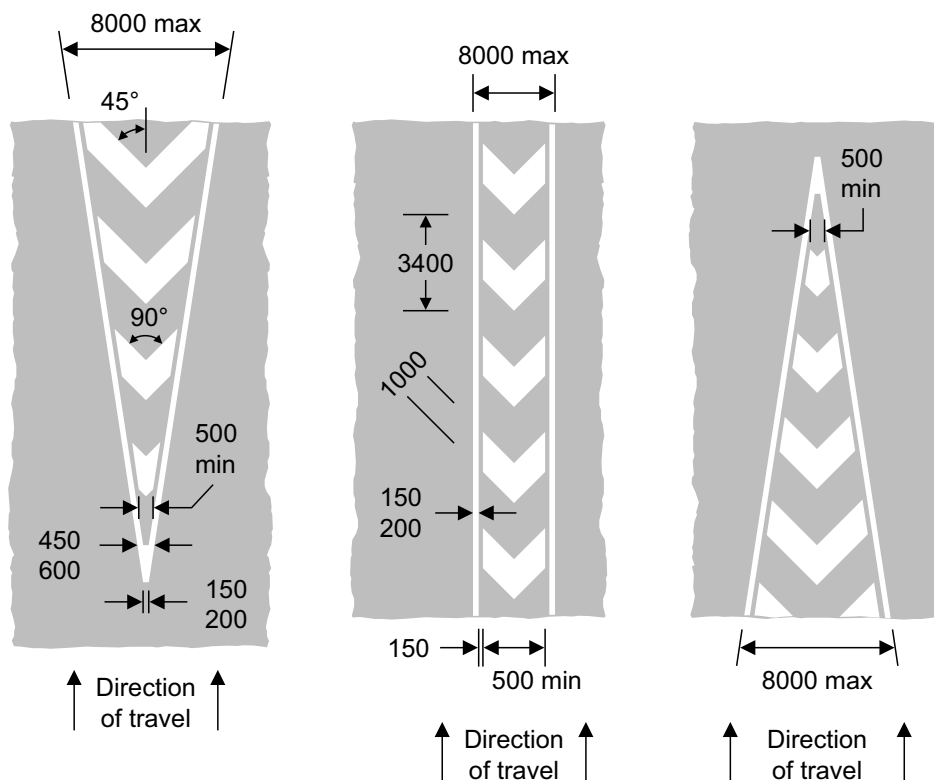 8000 max
45°
90°
500
min
450
600
150
200
Direction
of travel
8000 max
3400
1000
150
200
150
500 min
Direction
of travel
500
min
8000 max
Direction
of travel